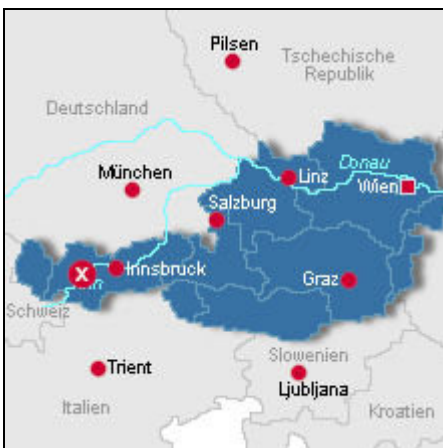 Pilsen
Tschechische
Republik
Deutschland
Donau
München
Linz
Wien
Salzburg
X
Innsbruck
Graz
Schweiz
Slowenien
Trient
Ljubljana
Italien
Kroatien